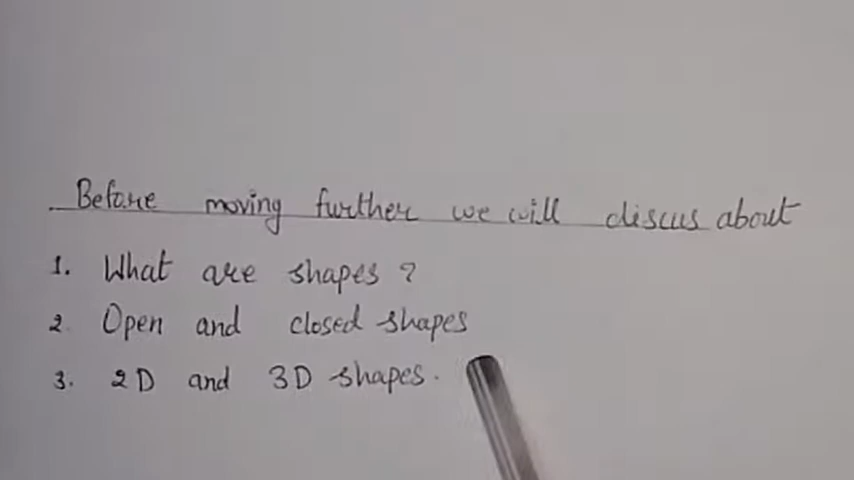 Before moving further we will discus about
1. What are shapes ?
2. Open and closed shapes
3. 2D and 3D shapes.